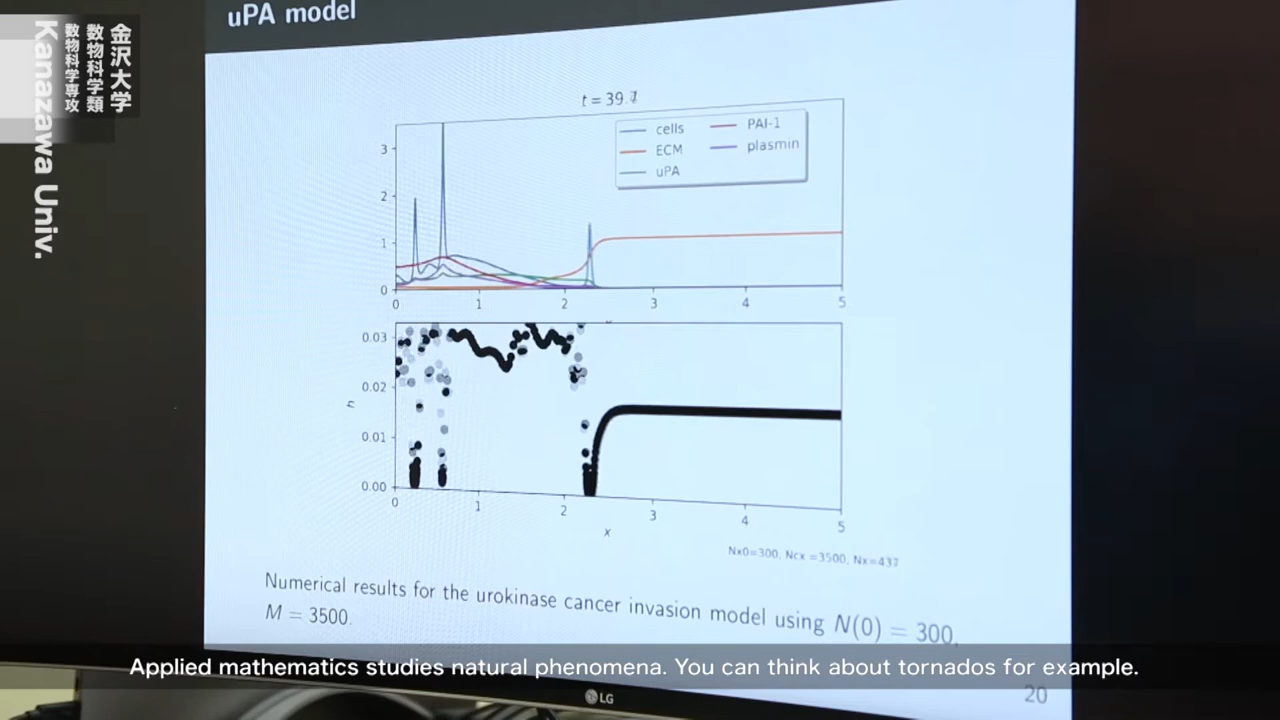 uPA model
金沢大学
数物科学類
数物科学専攻
Kanazawa Univ.
t = 39.7
cells
ECM
uPA
PAI-1
plasmin
3
2
1
0
0 1 2 3 4 5
0.03
0.02
0.01
0.00
0 1 2 3 4 5
x
Nx0=300, Ncx =3500, Nx=437
Numerical results for the urokinase cancer invasion model using N(0) = 300,
M = 3500.
Applied mathematics studies natural phenomena. You can think about tornados for example.
LG
20